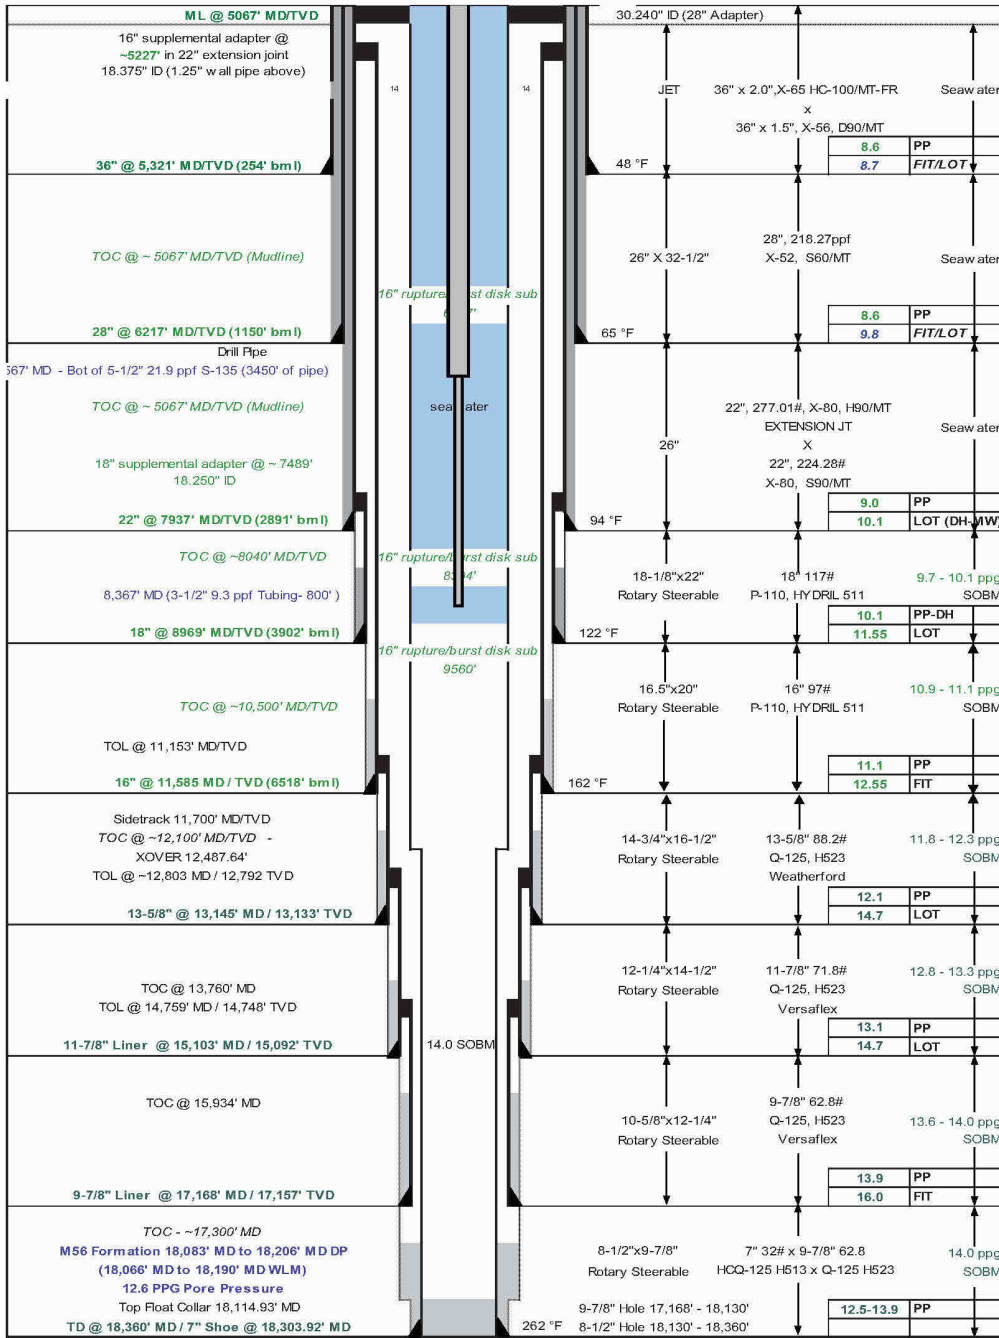 ML @ 5067' MD/TVD
30.240" ID (28" Adapter)
16" supplemental adapter @
~5227' in 22" extension joint
18.375" ID (1.25" wall pipe above)
14
14
JET
36" x 2.0",X-65 HC-100/MT-FR
x
36" x 1.5", X-56, D90/MT
Seawater
8.6 PP
8.7 FIT/LOT
36" @ 5,321' MD/TVD (254' bml)
48 °F
TOC @ ~ 5067' MD/TVD (Mudline)
16" rupture/burst disk sub
26" X 32-1/2"
28", 218.27ppf
X-52, S60/MT
Seawater
8.6 PP
9.8 FIT/LOT
28" @ 6217' MD/TVD (1150' bml)
65 °F
Drill Pipe
567' MD - Bot of 5-1/2" 21.9 ppf S-135 (3450' of pipe)
TOC @ ~ 5067' MD/TVD (Mudline)
seawater
18" supplemental adapter @ ~ 7489'
18.250" ID
26"
22", 277.01#, X-80, H90/MT
EXTENSION JT
X
22", 224.28#
X-80, S90/MT
Seawater
9.0 PP
10.1 LOT (DH-MW)
22" @ 7937' MD/TVD (2891' bml)
94 °F
TOC @ ~8040' MD/TVD
16" rupture/burst disk sub
8,367' MD (3-1/2" 9.3 ppf Tubing- 800' )
18-1/8"x22"
Rotary Steerable
18" 117#
P-110, HYDRIL 511
9.7 - 10.1 ppg
SOBM
10.1 PP-DH
11.55 LOT
18" @ 8969' MD/TVD (3902' bml)
122 °F
16" rupture/burst disk sub
9560'
TOC @ ~10,500' MD/TVD
16.5"x20"
Rotary Steerable
16" 97#
P-110, HYDRIL 511
10.9 - 11.1 ppg
SOBM
TOL @ 11,153' MD/TVD
11.1 PP
12.55 FIT
16" @ 11,585 MD / TVD (6518' bml)
162 °F
Sidetrack 11,700' MD/TVD
TOC @ ~12,100' MD/TVD -
XOVER 12,487.64'
TOL @ ~12,803 MD / 12,792 TVD
14-3/4"x16-1/2"
Rotary Steerable
13-5/8" 88.2#
Q-125, H523
Weatherford
11.8 - 12.3 ppg
SOBM
12.1 PP
14.7 LOT
13-5/8" @ 13,145' MD / 13,133' TVD
TOC @ 13,760' MD
TOL @ 14,759' MD / 14,748' TVD
12-1/4"x14-1/2"
Rotary Steerable
11-7/8" 71.8#
Q-125, H523
Versaflex
12.8 - 13.3 ppg
SOBM
13.1 PP
14.7 LOT
11-7/8" Liner @ 15,103' MD / 15,092' TVD
14.0 SOBM
TOC @ 15,934' MD
10-5/8"x12-1/4"
Rotary Steerable
9-7/8" 62.8#
Q-125, H523
Versaflex
13.6 - 14.0 ppg
SOBM
13.9 PP
16.0 FIT
9-7/8" Liner @ 17,168' MD / 17,157' TVD
TOC - ~17,300' MD
M56 Formation 18,083' MD to 18,206' MD DP
(18,066' MD to 18,190' MD WLM)
12.6 PPG Pore Pressure
Top Float Collar 18,114.93' MD
TD @ 18,360' MD / 7" Shoe @ 18,303.92' MD
262 °F
8-1/2"x9-7/8"
Rotary Steerable
7" 32# x 9-7/8" 62.8
HCQ-125 H513 x Q-125 H523
14.0 ppg
SOBM
9-7/8" Hole 17,168' - 18,130'
8-1/2" Hole 18,130' - 18,360'
12.5-13.9 PP